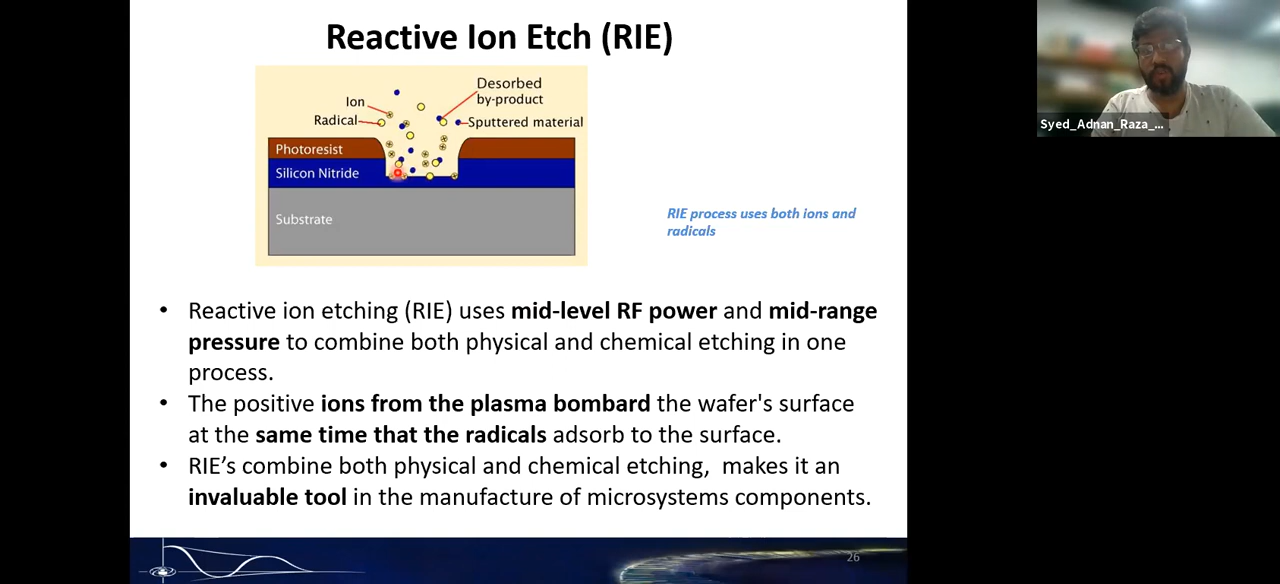 Reactive Ion Etch (RIE)
Desorbed
by-product
Ion
Radical
Sputtered material
Photoresist
Silicon Nitride
Substrate
RIE process uses both ions and
radicals
• Reactive ion etching (RIE) uses mid-level RF power and mid-range
pressure to combine both physical and chemical etching in one
process.
• The positive ions from the plasma bombard the wafer's surface
at the same time that the radicals adsorb to the surface.
• RIE’s combine both physical and chemical etching, makes it an
invaluable tool in the manufacture of microsystems components.
26
Syed_Adnan_Raza_...